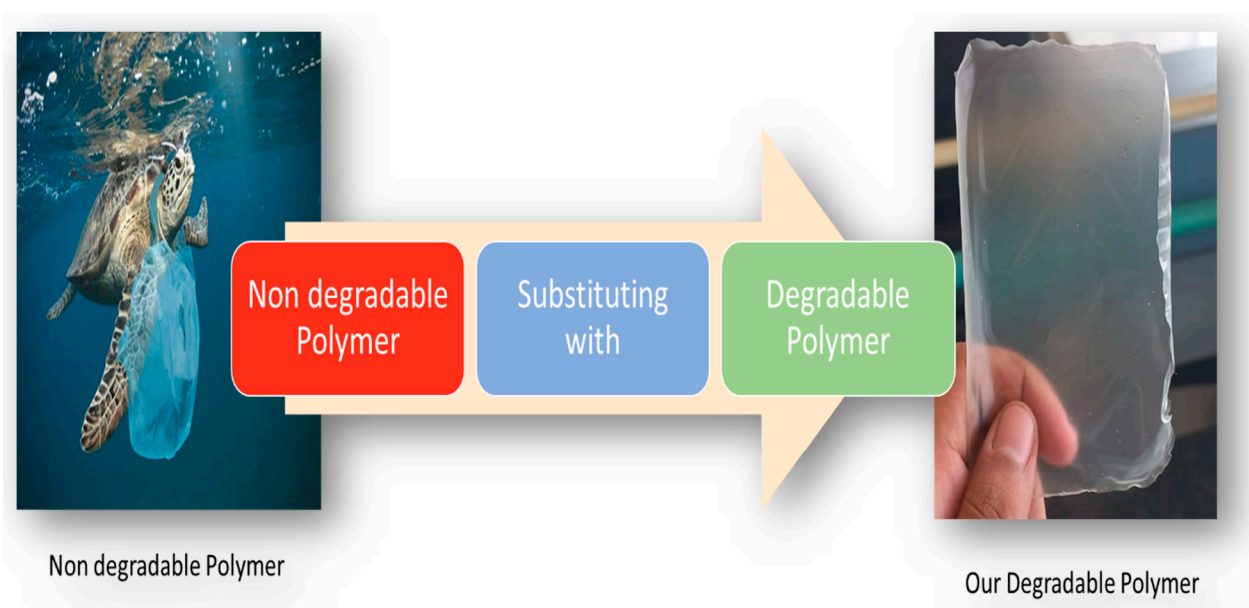 Non degradable
Polymer
Substituting
with
Degradable
Polymer
Non degradable Polymer
Our Degradable Polymer